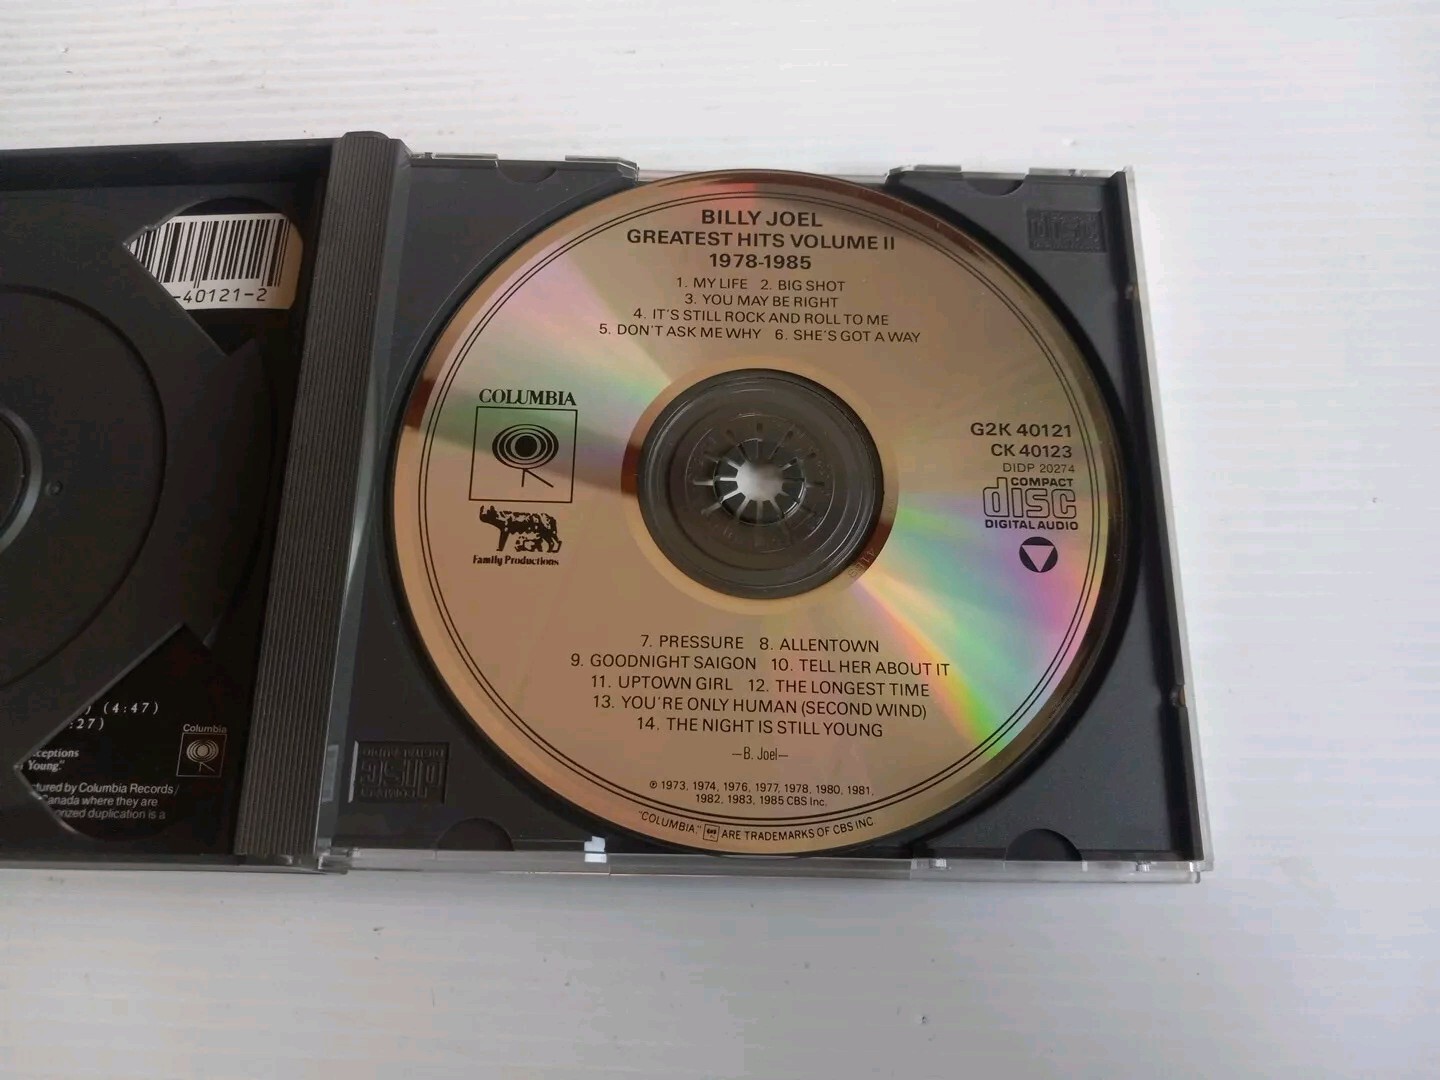 BILLY JOEL
GREATEST HITS VOLUME II
1978-1985
1. MY LIFE 2. BIG SHOT
3. YOU MAY BE RIGHT
4. IT'S STILL ROCK AND ROLL TO ME
5. DON'T ASK ME WHY 6. SHE'S GOT A WAY
COLUMBIA
Family Productions
G2K 40121
CK 40123
DIDP 20274
COMPACT
disc
DIGITAL AUDIO
7. PRESSURE 8. ALLENTOWN
9. GOODNIGHT SAIGON 10. TELL HER ABOUT IT
11. UPTOWN GIRL 12. THE LONGEST TIME
13. YOU'RE ONLY HUMAN (SECOND WIND)
14. THE NIGHT IS STILL YOUNG
—B. Joel—
℗ 1973, 1974, 1976, 1977, 1978, 1980, 1981,
1982, 1983, 1985 CBS Inc.
"COLUMBIA," ARE TRADEMARKS OF CBS INC.
-40121-2
) (4:47)
:27)
Columbia
Young."
by Columbia Records/
Canada where they are
duplication is a